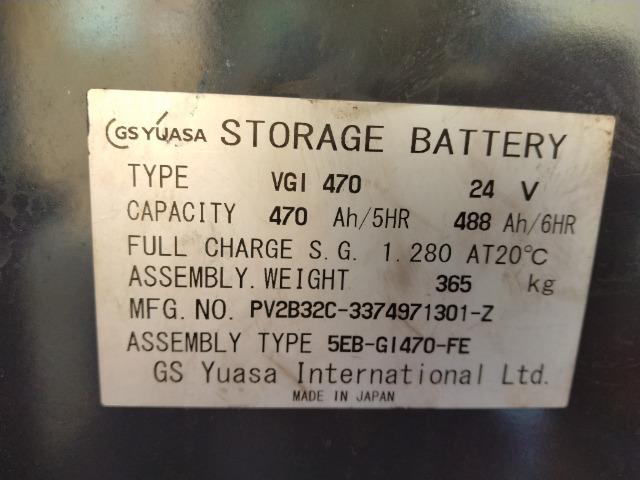 GS YUASA STORAGE BATTERY
TYPE VGI 470 24 V
CAPACITY 470 Ah/5HR 488 Ah/6HR
FULL CHARGE S.G. 1.280 AT20℃
ASSEMBLY.WEIGHT 365 kg
MFG.NO. PV2B32C-3374971301-Z
ASSEMBLY TYPE 5EB-GI470-FE
GS Yuasa International Ltd.
MADE IN JAPAN